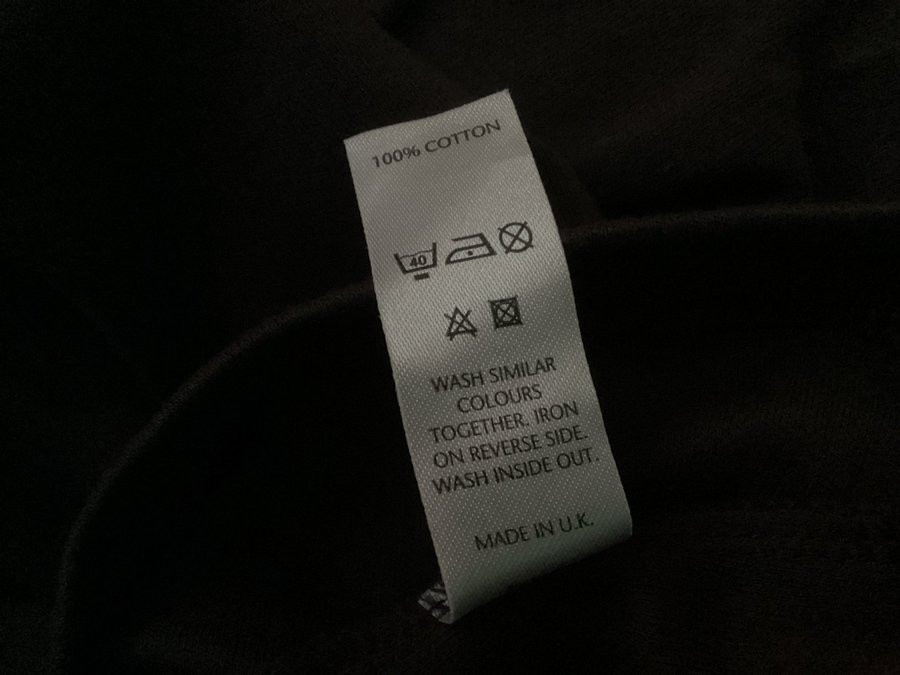 100% COTTON
40
WASH SIMILAR
COLOURS
TOGETHER. IRON
ON REVERSE SIDE.
WASH INSIDE OUT.
MADE IN U.K.